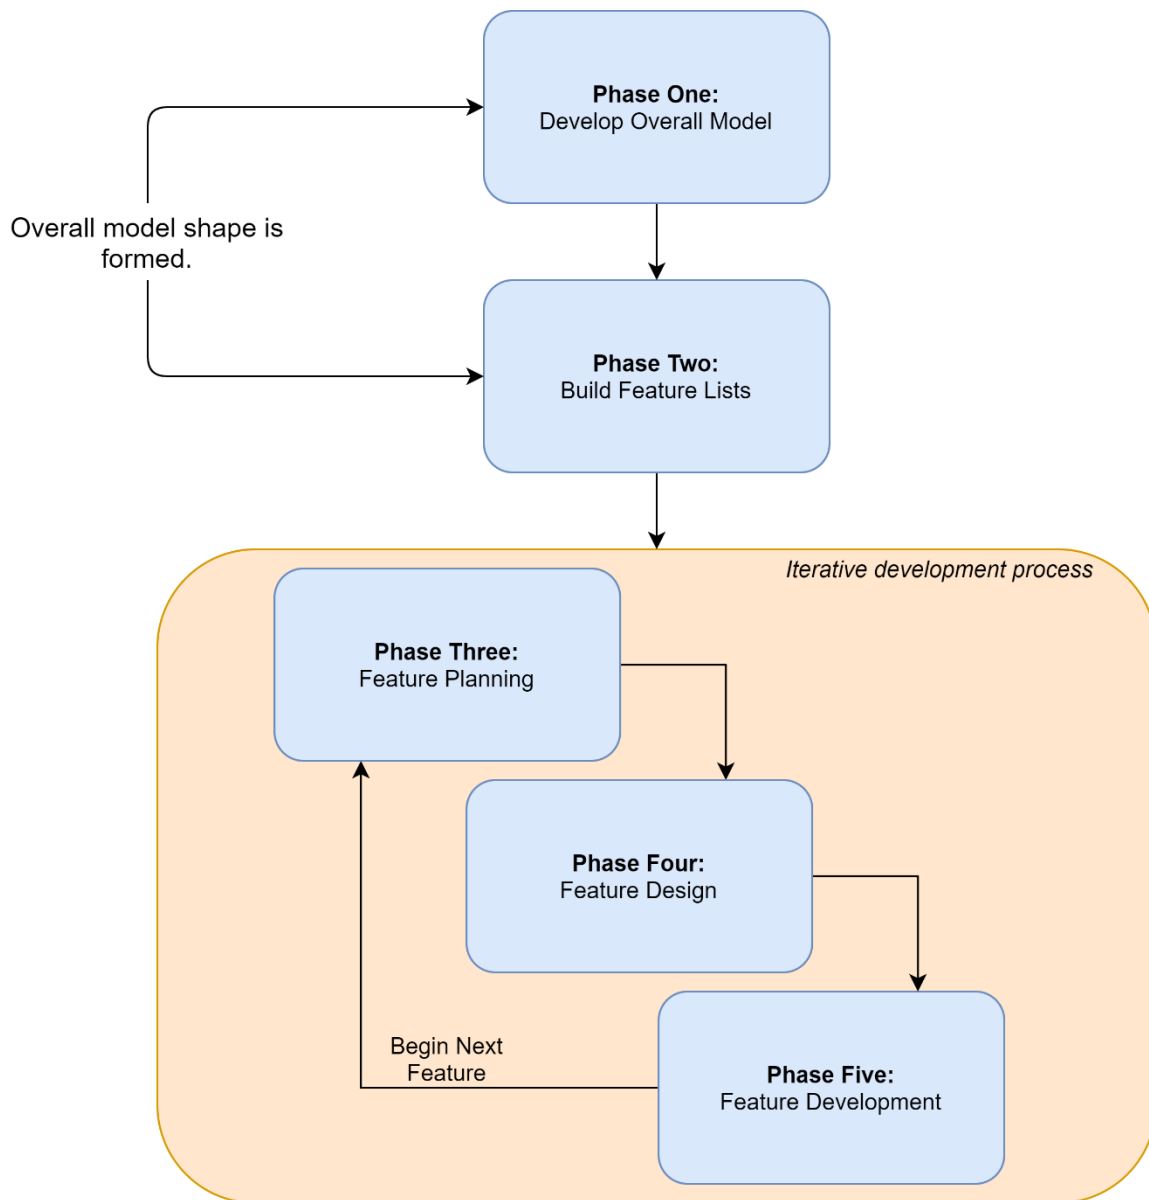 Phase One:
Develop Overall Model
Overall model shape is
formed.
Phase Two:
Build Feature Lists
Iterative development process
Phase Three:
Feature Planning
Phase Four:
Feature Design
Begin Next
Feature
Phase Five:
Feature Development